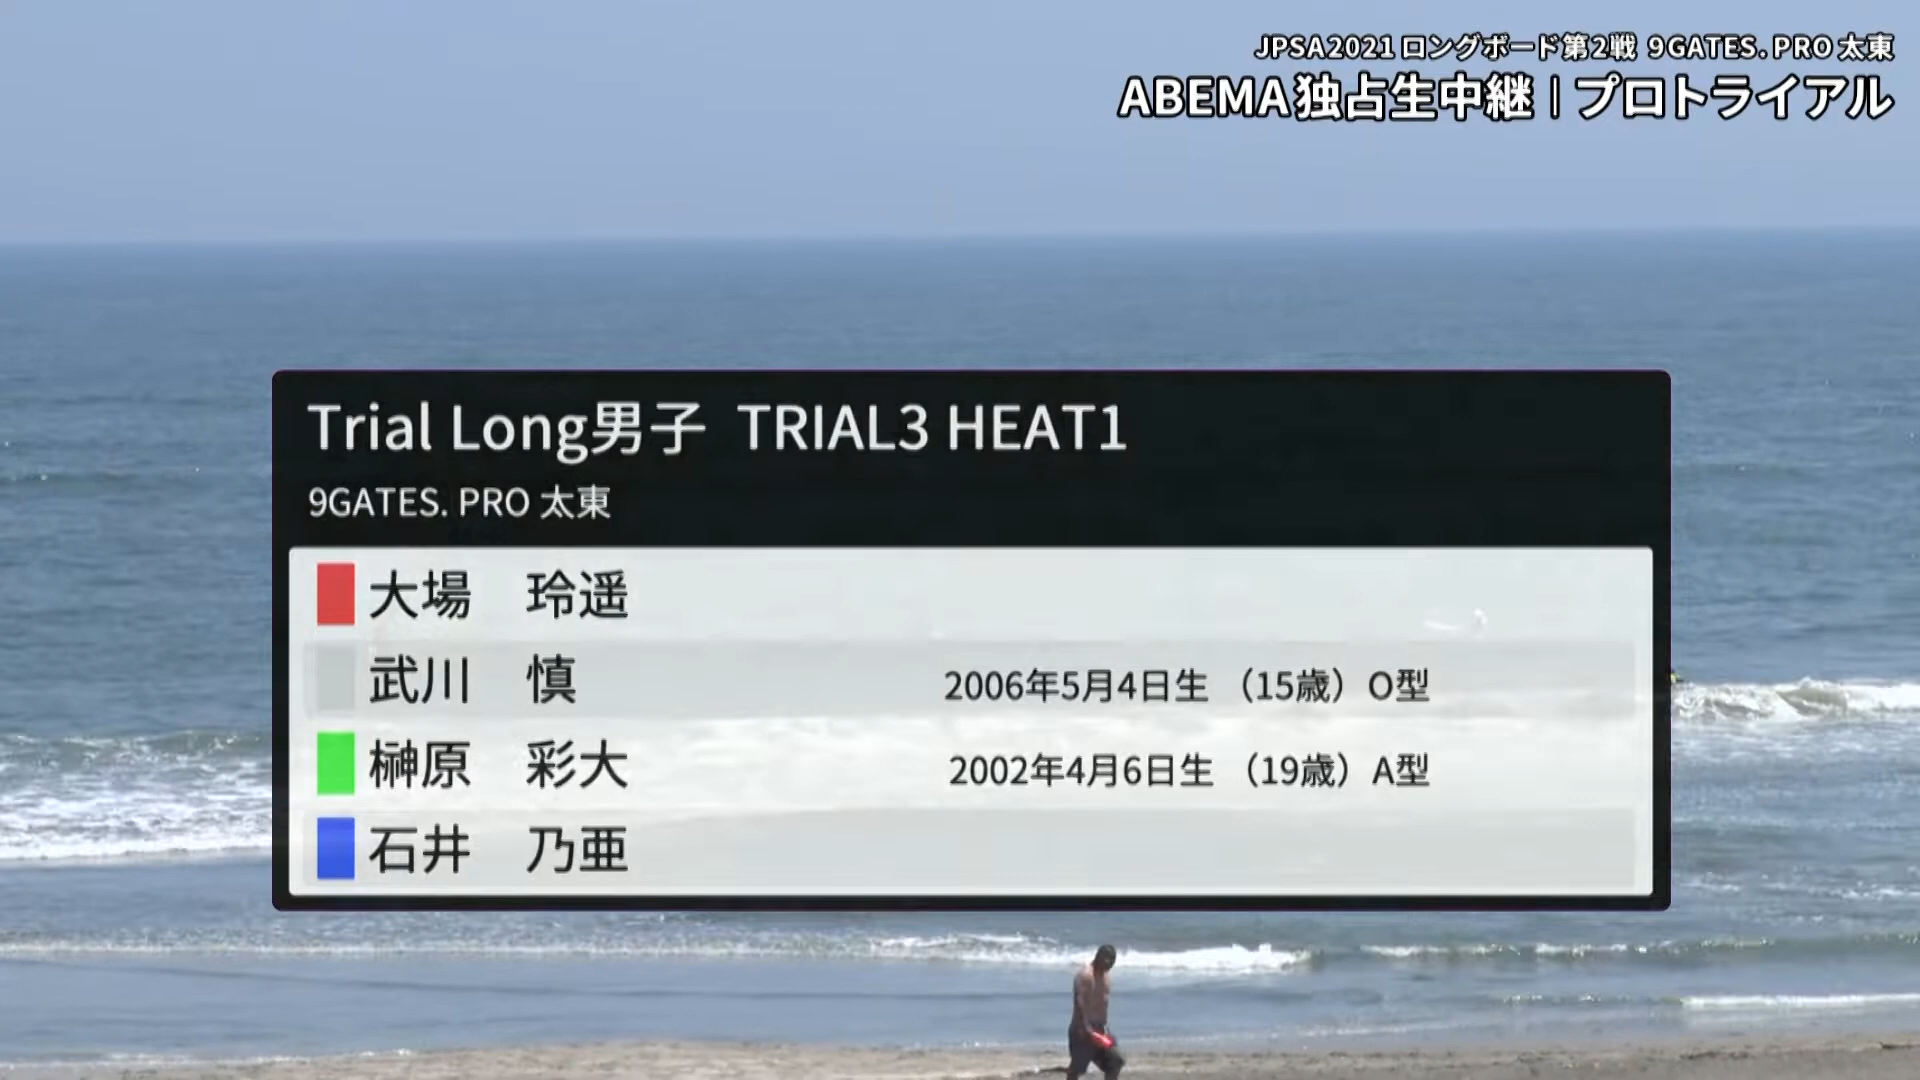 JPSA2021 ロングボード第2戦 9GATES. PRO 太東
ABEMA独占生中継｜プロトライアル
Trial Long男子 TRIAL3 HEAT1
9GATES. PRO 太東
大場 玲遥
武川 慎 2006年5月4日生（15歳）O型
榊原 彩大 2002年4月6日生（19歳）A型
石井 乃亜